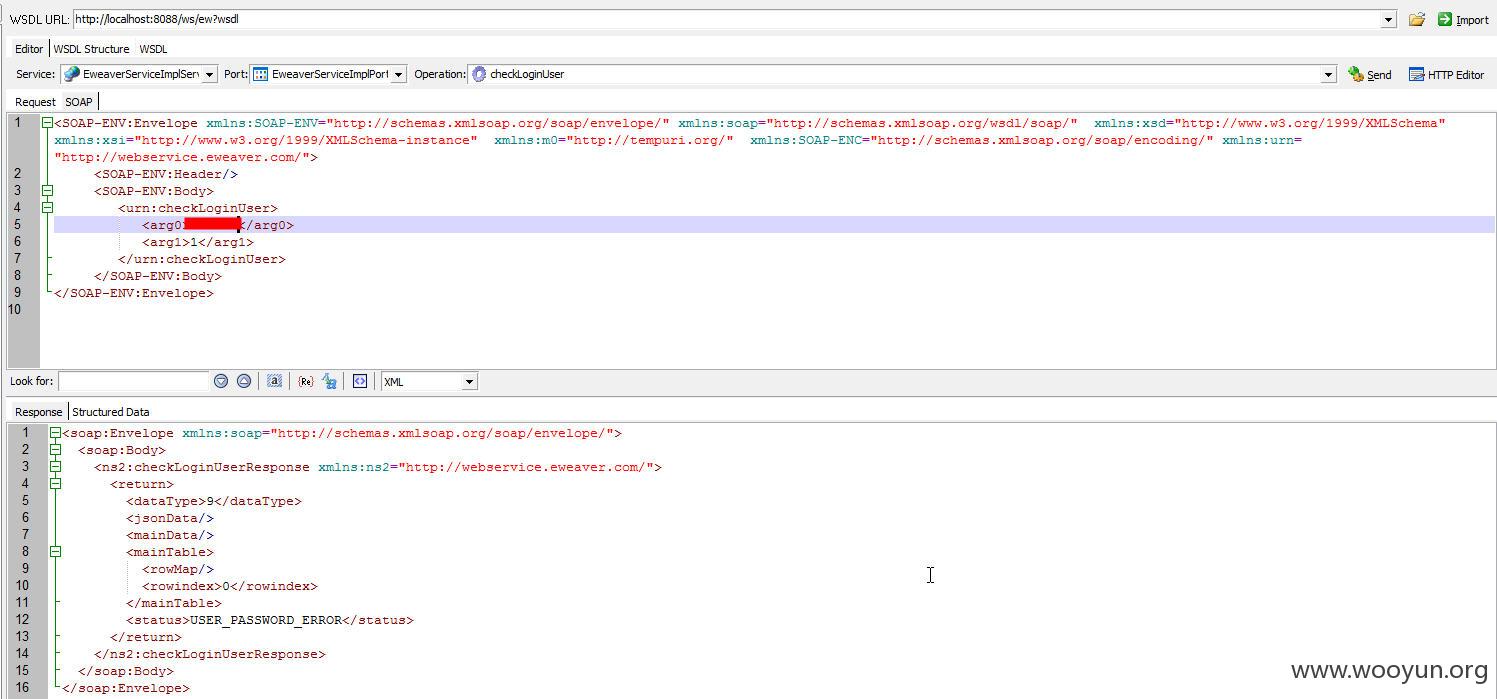 WSDL URL: http://localhost:8088/ws/ew?wsdl Import
Editor WSDL Structure WSDL
Service: EweaverServiceImplServ Port: EweaverServiceImplPort Operation: checkLoginUser Send HTTP Editor
Request SOAP
1 <SOAP-ENV:Envelope xmlns:SOAP-ENV="http://schemas.xmlsoap.org/soap/envelope/" xmlns:soap="http://schemas.xmlsoap.org/wsdl/soap/" xmlns:xsd="http://www.w3.org/1999/XMLSchema"
xmlns:xsi="http://www.w3.org/1999/XMLSchema-instance" xmlns:m0="http://tempuri.org/" xmlns:SOAP-ENC="http://schemas.xmlsoap.org/soap/encoding/" xmlns:urn=
"http://webservice.eweaver.com/">
2 <SOAP-ENV:Header/>
3 <SOAP-ENV:Body>
4 <urn:checkLoginUser>
5 <arg0 </arg0>
6 <arg1>1</arg1>
7 </urn:checkLoginUser>
8 </SOAP-ENV:Body>
9 </SOAP-ENV:Envelope>
10
Look for: a (Re) XML
Response Structured Data
1 <soap:Envelope xmlns:soap="http://schemas.xmlsoap.org/soap/envelope/">
2 <soap:Body>
3 <ns2:checkLoginUserResponse xmlns:ns2="http://webservice.eweaver.com/">
4 <return>
5 <dataType>9</dataType>
6 <jsonData/>
7 <mainData/>
8 <mainTable>
9 <rowMap/>
10 <rowindex>0</rowindex>
11 </mainTable>
12 <status>USER_PASSWORD_ERROR</status>
13 </return>
14 </ns2:checkLoginUserResponse>
15 </soap:Body>
16 </soap:Envelope>
www.wooyun.org